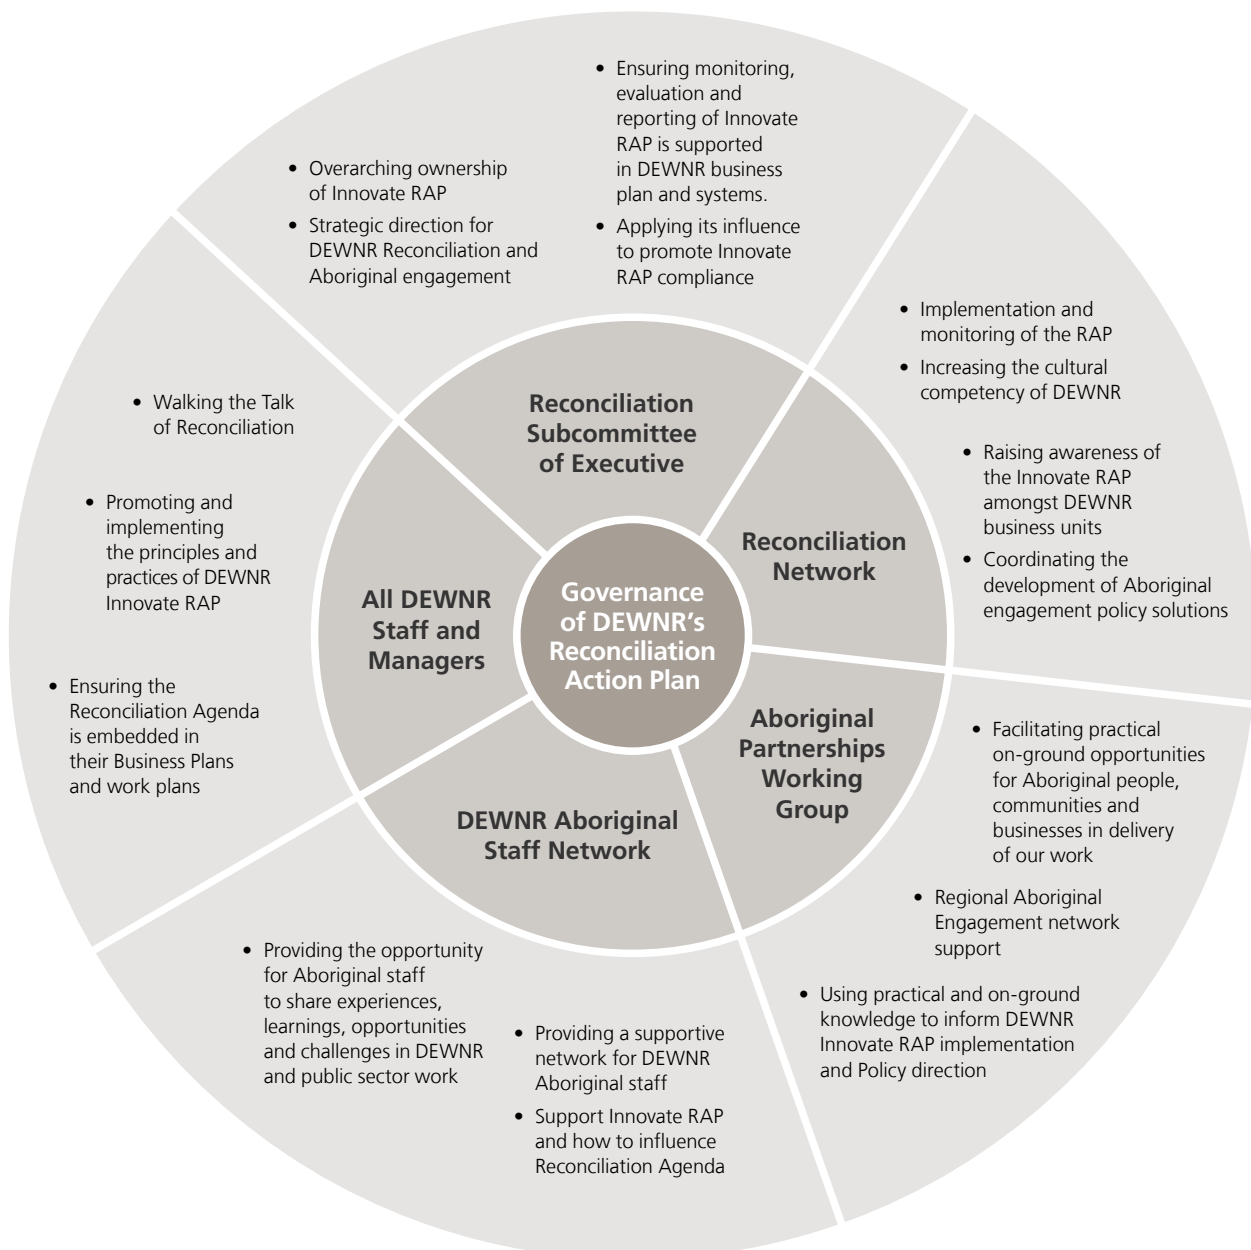 Governance
of DEWNR's
Reconciliation
Action Plan
Reconciliation
Subcommittee
of Executive
• Overarching ownership
of Innovate RAP
• Strategic direction for
DEWNR Reconciliation and
Aboriginal engagement
• Ensuring monitoring,
evaluation and
reporting of Innovate
RAP is supported
in DEWNR business
plan and systems.
• Applying its influence
to promote Innovate
RAP compliance
Reconciliation
Network
• Implementation and
monitoring of the RAP
• Increasing the cultural
competency of DEWNR
• Raising awareness of
the Innovate RAP
amongst DEWNR
business units
• Coordinating the
development of Aboriginal
engagement policy solutions
Aboriginal
Partnerships
Working
Group
• Facilitating practical
on-ground opportunities
for Aboriginal people,
communities and
businesses in delivery
of our work
• Regional Aboriginal
Engagement network
support
• Using practical and on-ground
knowledge to inform DEWNR
Innovate RAP implementation
and Policy direction
DEWNR Aboriginal
Staff Network
• Providing the opportunity
for Aboriginal staff
to share experiences,
learnings, opportunities
and challenges in DEWNR
and public sector work
• Providing a supportive
network for DEWNR
Aboriginal staff
• Support Innovate RAP
and how to influence
Reconciliation Agenda
All DEWNR
Staff and
Managers
• Walking the Talk
of Reconciliation
• Promoting and
implementing
the principles and
practices of DEWNR
Innovate RAP
• Ensuring the
Reconciliation Agenda
is embedded in
their Business Plans
and work plans